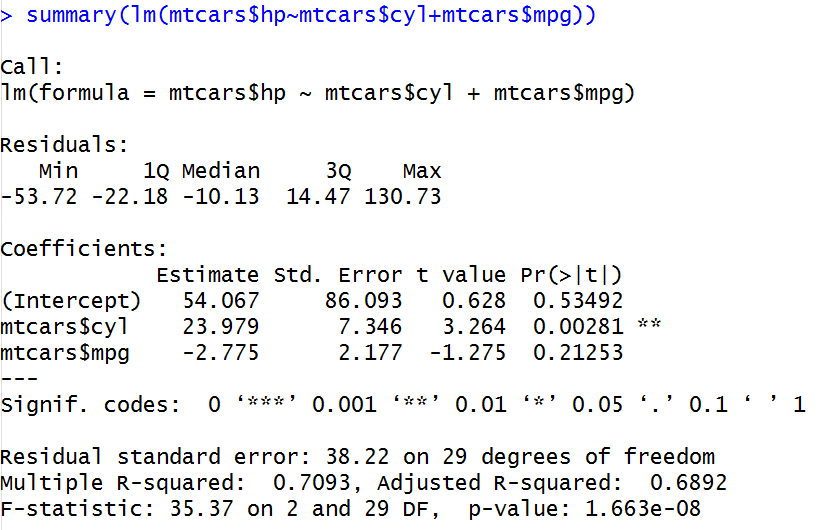 > summary(lm(mtcars$hp~mtcars$cyl+mtcars$mpg))

Call:
lm(formula = mtcars$hp ~ mtcars$cyl + mtcars$mpg)

Residuals:
   Min     1Q Median     3Q    Max
-53.72 -22.18 -10.13  14.47 130.73

Coefficients:
            Estimate Std. Error t value Pr(>|t|)
(Intercept)   54.067     86.093   0.628  0.53492
mtcars$cyl    23.979      7.346   3.264  0.00281 **
mtcars$mpg    -2.775      2.177  -1.275  0.21253
---
Signif. codes:  0 ‘***’ 0.001 ‘**’ 0.01 ‘*’ 0.05 ‘.’ 0.1 ‘ ’ 1

Residual standard error: 38.22 on 29 degrees of freedom
Multiple R-squared:  0.7093, Adjusted R-squared:  0.6892
F-statistic: 35.37 on 2 and 29 DF,  p-value: 1.663e-08